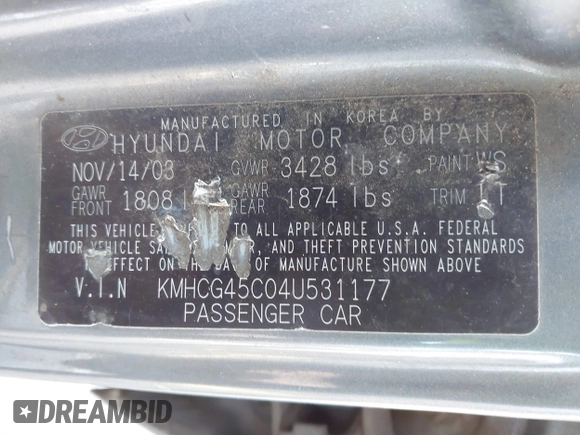 MANUFACTURED IN KOREA BY
HYUNDAI MOTOR COMPANY
NOV/14/03 GVWR 3428 lbs PAINT WS
GAWR FRONT 1808 GAWR REAR 1874 lbs TRIM
THIS VEHICLE TO ALL APPLICABLE U.S.A. FEDERAL
MOTOR VEHICLE AND THEFT PREVENTION STANDARDS
EFFECT ON THE OF MANUFACTURE SHOWN ABOVE
V.I.N KMHCG45C04U531177
PASSENGER CAR
DREAMBID